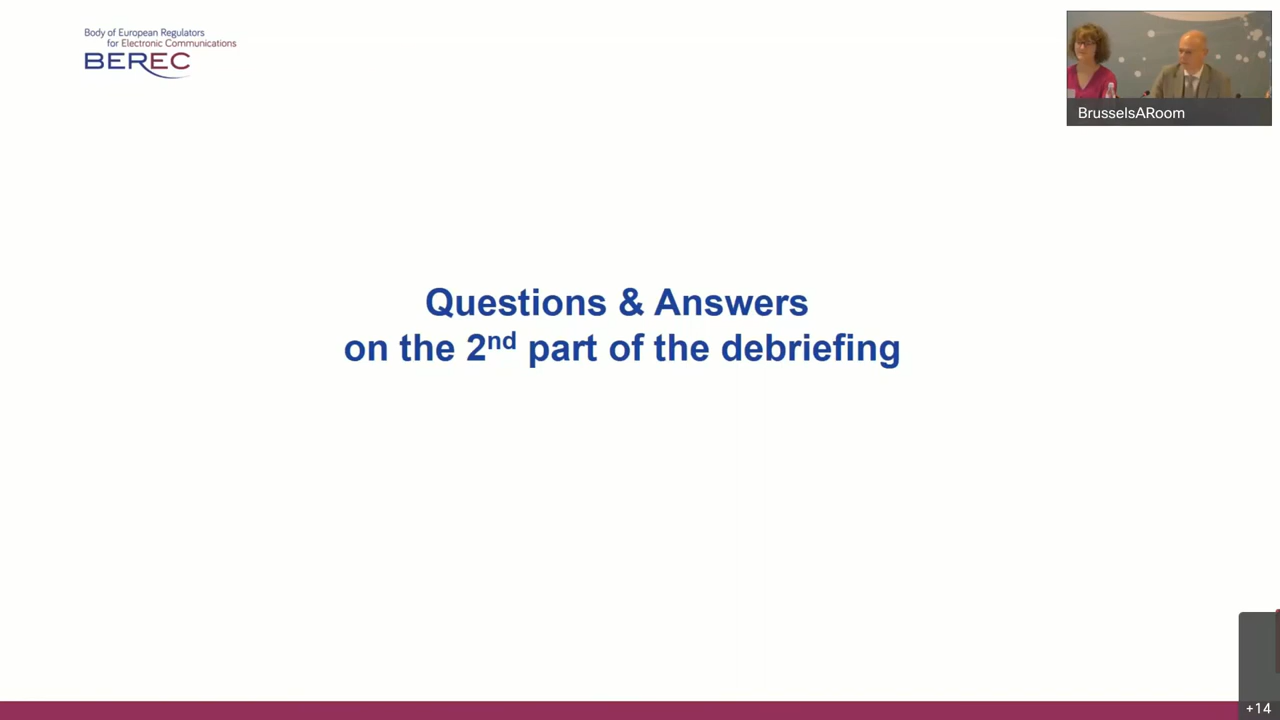 Body of European Regulators
for Electronic Communications
BEREC
BrusselsARoom
Questions & Answers
on the 2nd part of the debriefing
+14